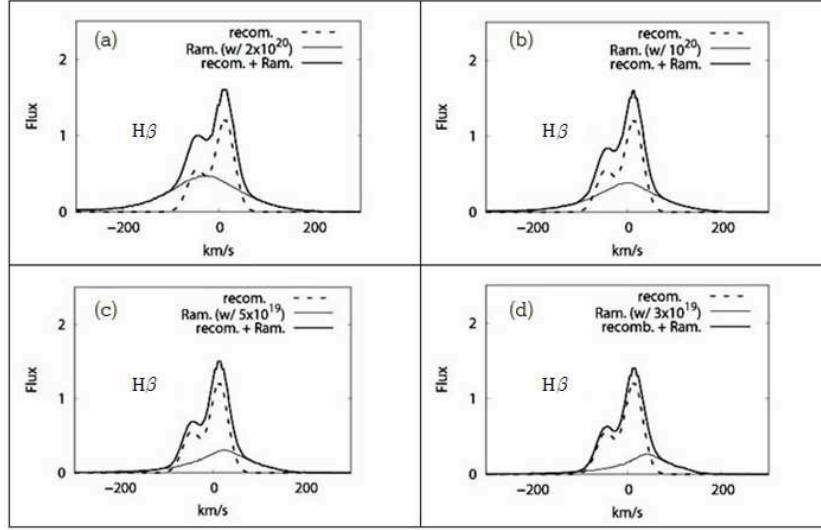 (a)
recom.
Ram. (w/ 2x10²⁰)
recom. + Ram.
Hβ
Flux
2
1
0
−200
0
200
km/s
(b)
recom.
Ram. (w/ 10²⁰)
recom. + Ram.
Hβ
Flux
2
1
0
−200
0
200
km/s
(c)
recom.
Ram. (w/ 5x10¹⁹)
recom. + Ram.
Hβ
Flux
2
1
0
−200
0
200
km/s
(d)
recom.
Ram. (w/ 3x10¹⁹)
recomb. + Ram.
Hβ
Flux
2
1
0
−200
0
200
km/s